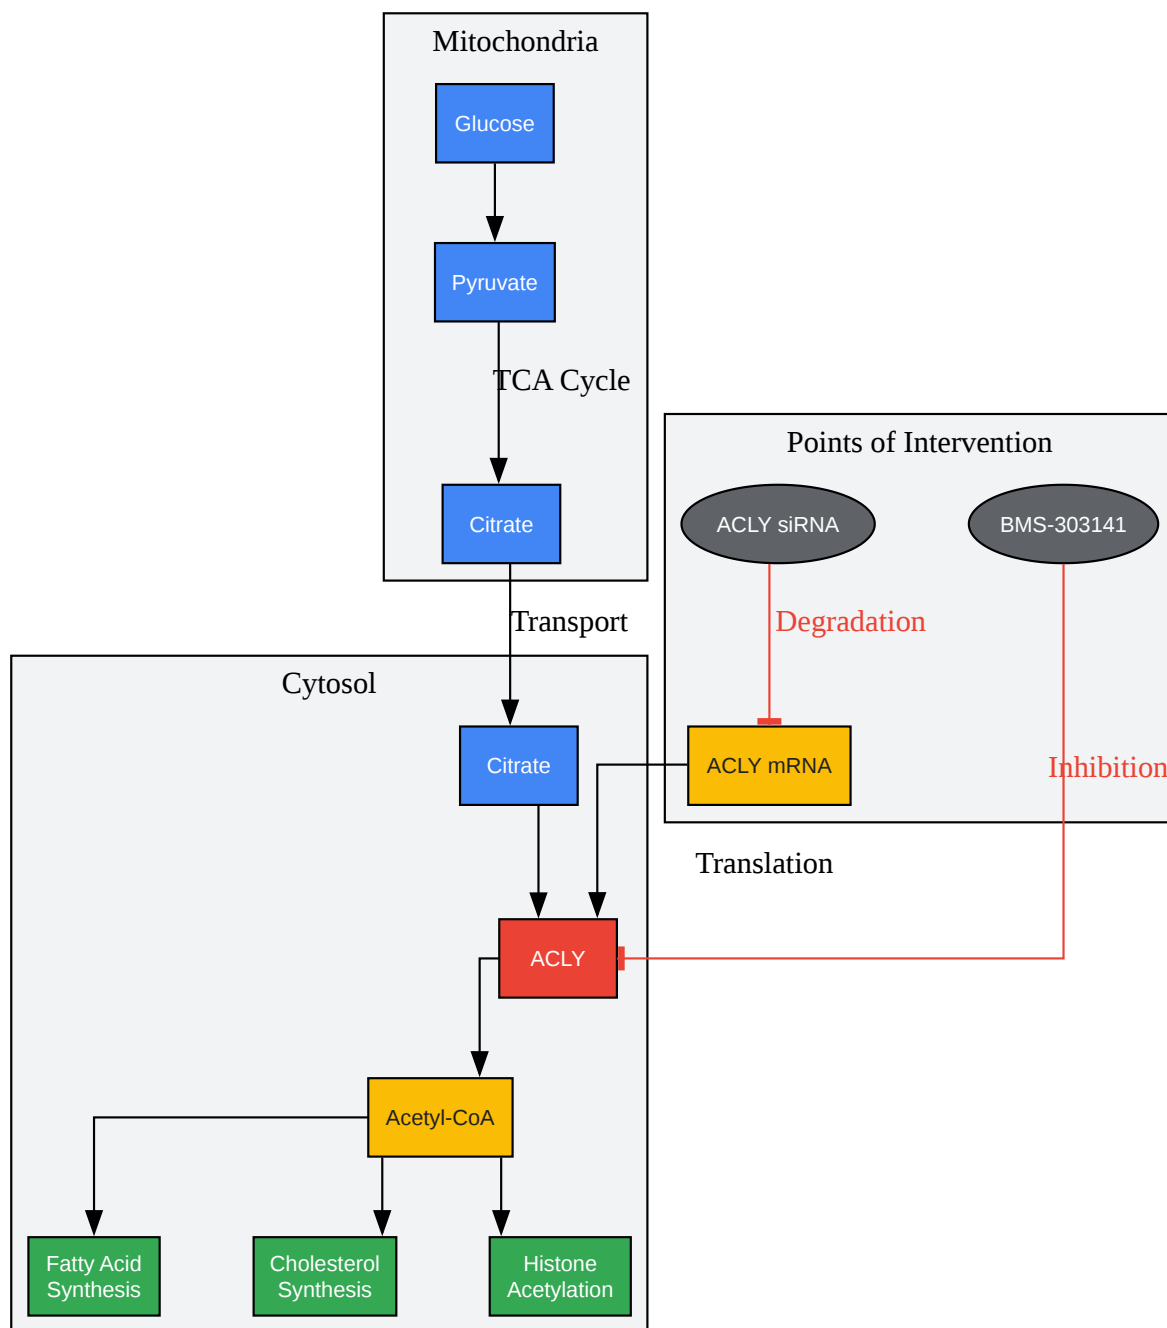 Mitochondria
Glucose
Pyruvate
TCA Cycle
Points of Intervention
Citrate
ACLY siRNA
BMS-303141
Transport
Degradation
Cytosol
Citrate
ACLY mRNA
Inhibition
Translation
ACLY
Acetyl-CoA
Fatty Acid
Synthesis
Cholesterol
Synthesis
Histone
Acetylation